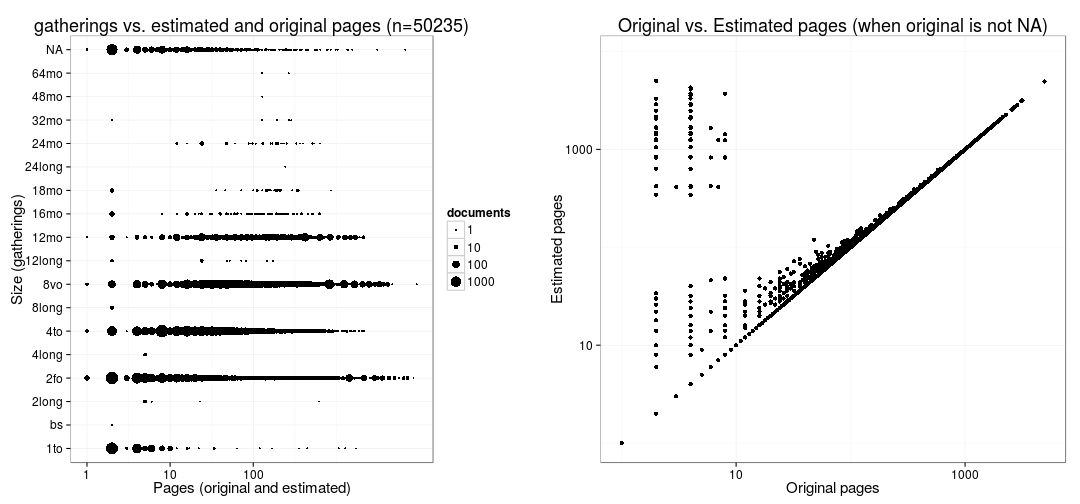 gatherings vs. estimated and original pages (n=50235)
Size (gatherings)
NA
64mo
48mo
32mo
24mo
24long
18mo
16mo
12mo
12long
8vo
8long
4to
4long
2fo
2long
bs
1to
1
10
100
Pages (original and estimated)
documents
1
10
100
1000
Original vs. Estimated pages (when original is not NA)
Estimated pages
1000
10
10
1000
Original pages